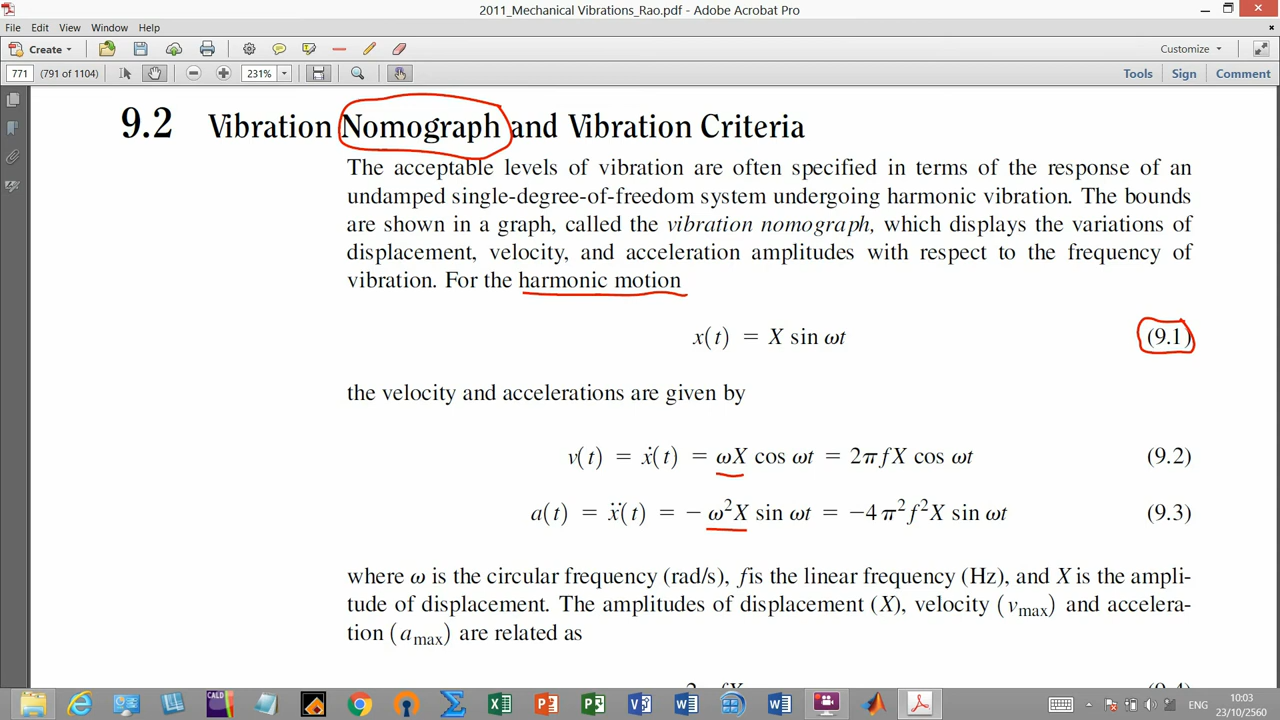 2011_Mechanical Vibrations_Rao.pdf - Adobe Acrobat Pro
File Edit View Window Help
Create Customize
771 (791 of 1104) 231% Tools Sign Comment
9.2 Vibration Nomograph and Vibration Criteria
The acceptable levels of vibration are often specified in terms of the response of an
undamped single-degree-of-freedom system undergoing harmonic vibration. The bounds
are shown in a graph, called the vibration nomograph, which displays the variations of
displacement, velocity, and acceleration amplitudes with respect to the frequency of
vibration. For the harmonic motion
x(t) = X sin ωt (9.1)
the velocity and accelerations are given by
v(t) = ẋ(t) = ωX cos ωt = 2πfX cos ωt (9.2)
a(t) = ẍ(t) = −ω²X sin ωt = −4π²f²X sin ωt (9.3)
where ω is the circular frequency (rad/s), f is the linear frequency (Hz), and X is the ampli-
tude of displacement. The amplitudes of displacement (X), velocity (vmax) and accelera-
tion (amax) are related as
CALD
ENG
10:03
23/10/2560